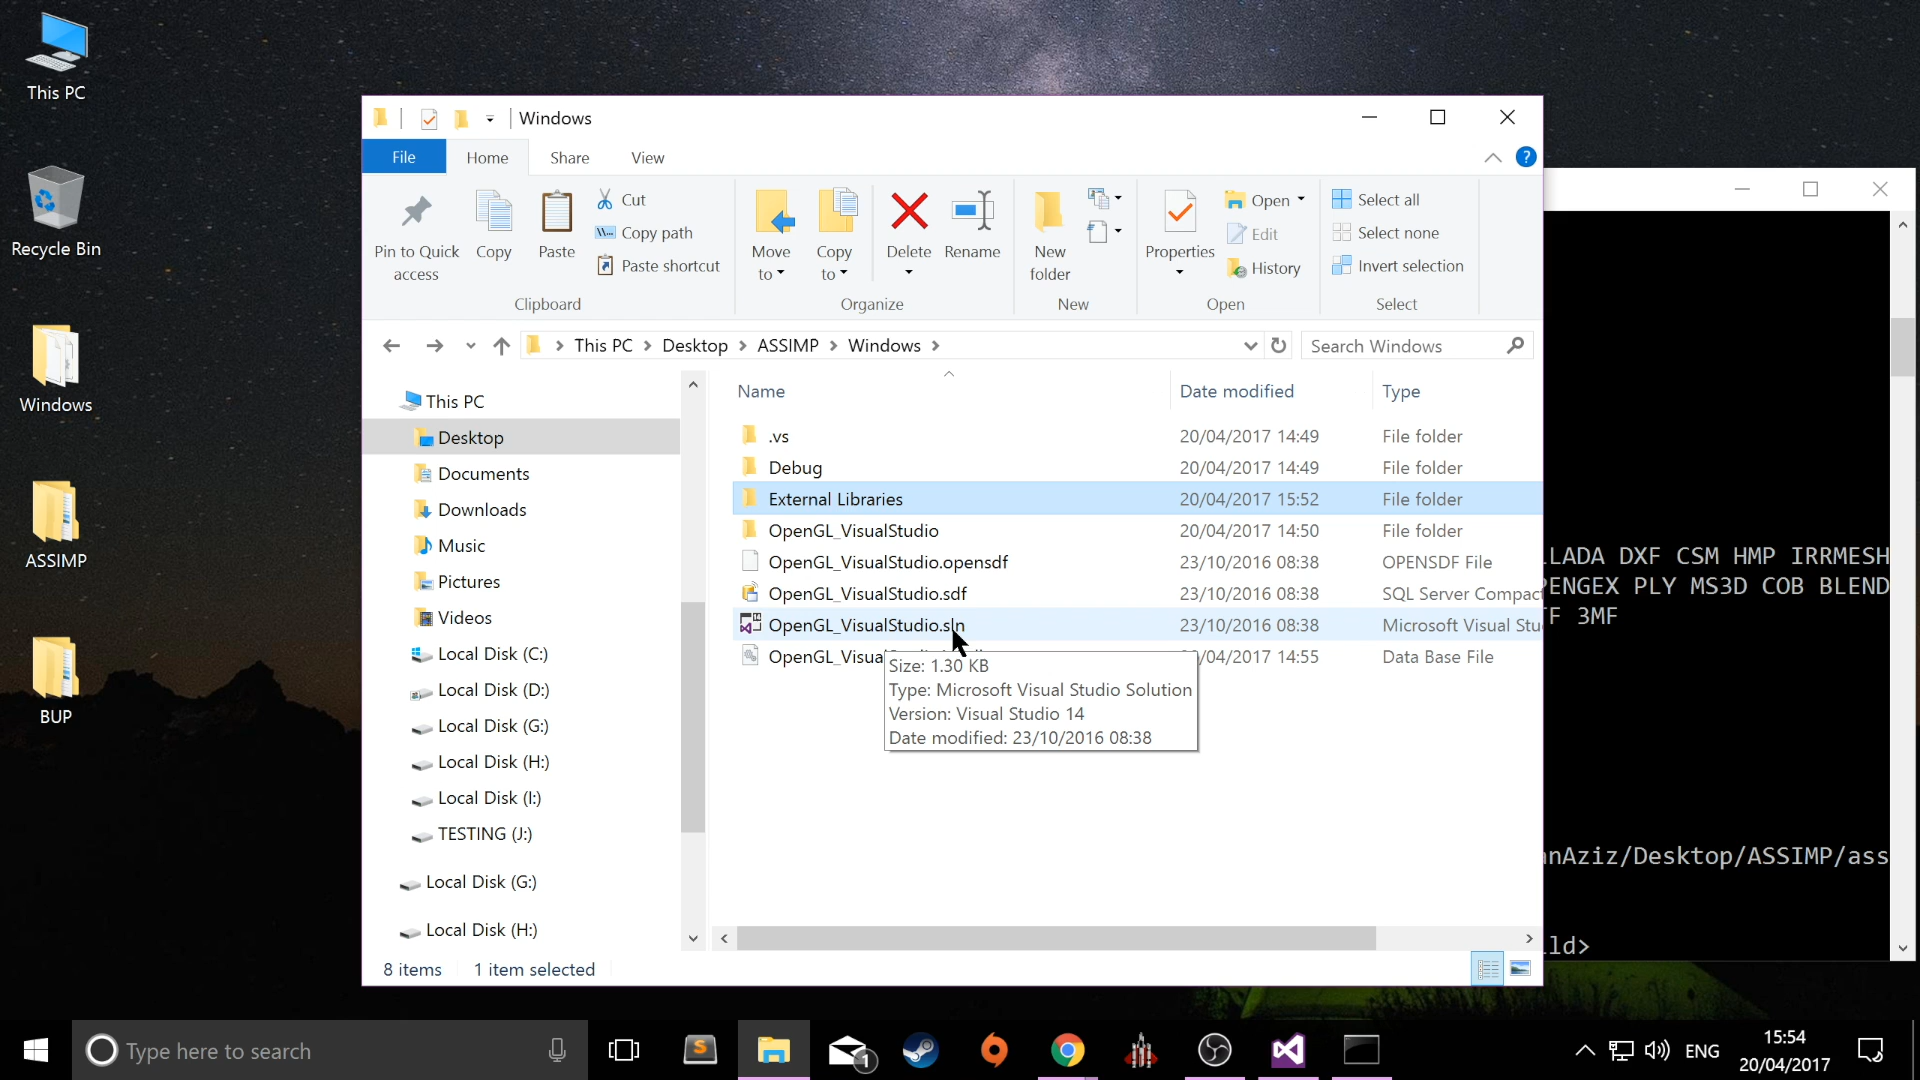 This PC
Recycle Bin
Windows
ASSIMP
BUP
Windows
File
Home
Share
View
Pin to Quick
access
Copy
Paste
Cut
Copy path
Paste shortcut
Clipboard
Move
to
Copy
to
Delete
Rename
Organize
New
folder
New
Properties
Open
Edit
History
Open
Select all
Select none
Invert selection
Select
This PC
Desktop
ASSIMP
Windows
Search Windows
This PC
Desktop
Documents
Downloads
Music
Pictures
Videos
Local Disk (C:)
Local Disk (D:)
Local Disk (G:)
Local Disk (H:)
Local Disk (I:)
TESTING (J:)
Local Disk (G:)
Local Disk (H:)
Name Date modified Type
.vs 20/04/2017 14:49 File folder
Debug 20/04/2017 14:49 File folder
External Libraries 20/04/2017 15:52 File folder
OpenGL_VisualStudio 20/04/2017 14:50 File folder
OpenGL_VisualStudio.opensdf 23/10/2016 08:38 OPENSDF File
OpenGL_VisualStudio.sdf 23/10/2016 08:38 SQL Server Compact
OpenGL_VisualStudio.sln 23/10/2016 08:38 Microsoft Visual Stu
OpenGL_Visua /04/2017 14:55 Data Base File
Size: 1.30 KB
Type: Microsoft Visual Studio Solution
Version: Visual Studio 14
Date modified: 23/10/2016 08:38
8 items 1 item selected
LADA DXF CSM HMP IRRMESH
ENGEX PLY MS3D COB BLEND
F 3MF
nAziz/Desktop/ASSIMP/ass
ld>
Type here to search
1
ENG
15:54
20/04/2017